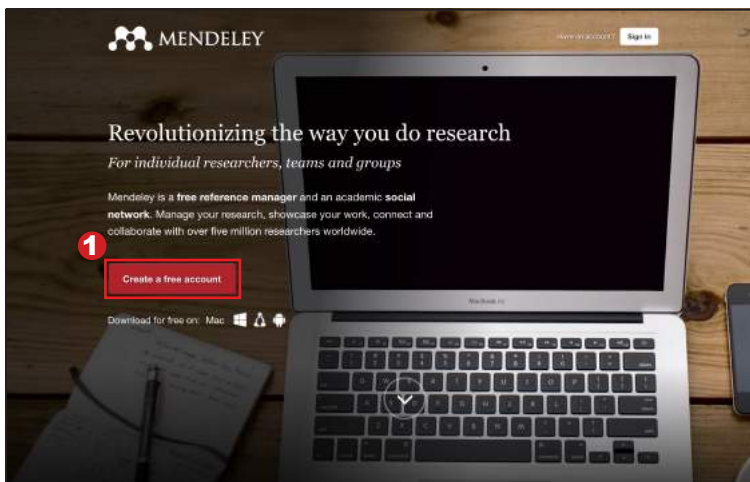 MENDELEY
Have an account? Sign In
Revolutionizing the way you do research
For individual researchers, teams and groups
Mendeley is a free reference manager and an academic social
network. Manage your research, showcase your work, connect and
collaborate with over five million researchers worldwide.
1
Create a free account
Download for free on: Mac
MacBook Air